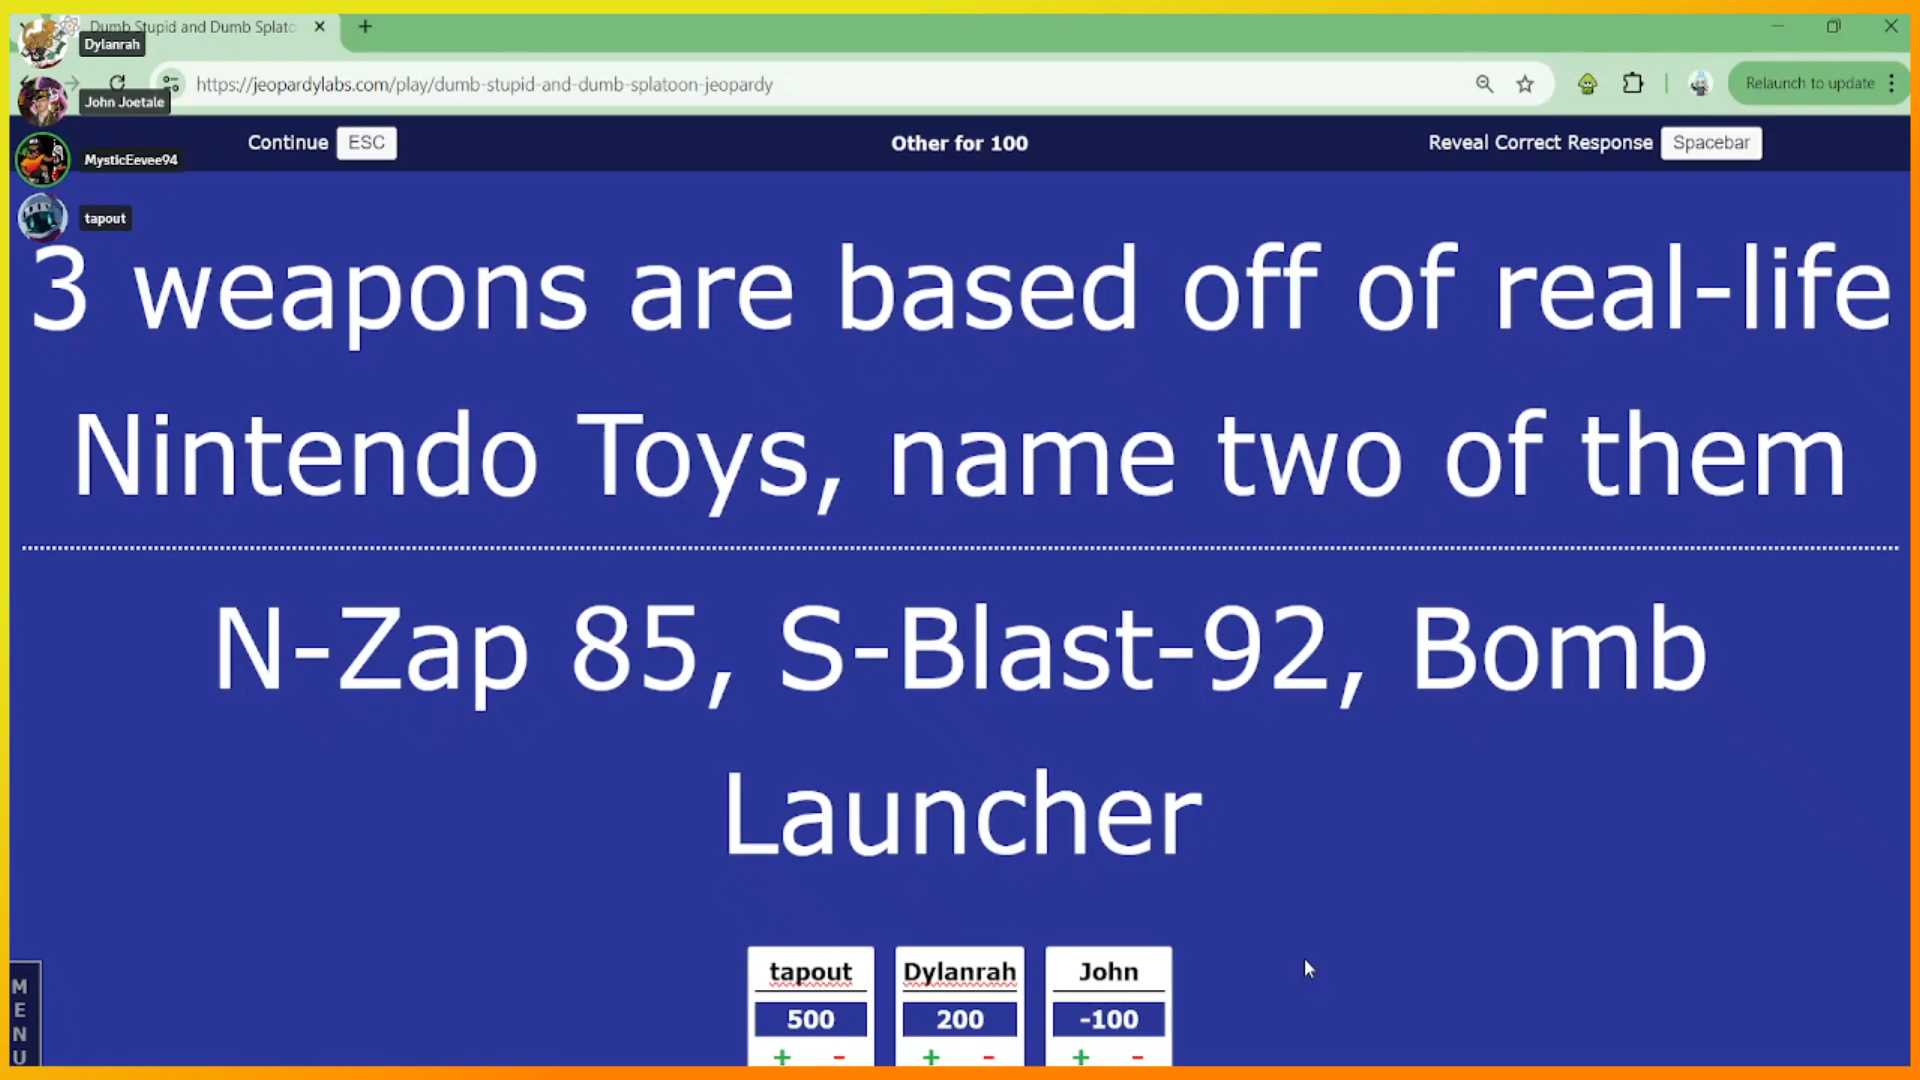 Dumb Stupid and Dumb Splato
Dylanrah
https://jeopardylabs.com/play/dumb-stupid-and-dumb-splatoon-jeopardy
Relaunch to update
John Joetale
Continue ESC
Other for 100
Reveal Correct Response Spacebar
MysticEevee94
tapout
3 weapons are based off of real-life
Nintendo Toys, name two of them
N-Zap 85, S-Blast-92, Bomb
Launcher
tapout Dylanrah John
500 200 -100
+ - + - + -
MENU